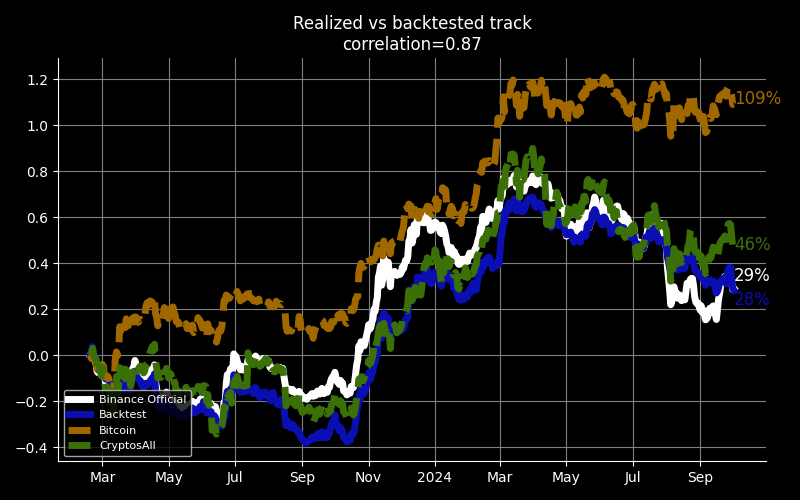 Realized vs backtested track
correlation=0.87
1.2
1.0
0.8
0.6
0.4
0.2
0.0
−0.2
−0.4
109%
46%
29%
28%
Binance Official
Backtest
Bitcoin
CryptosAll
Mar May Jul Sep Nov 2024 Mar May Jul Sep